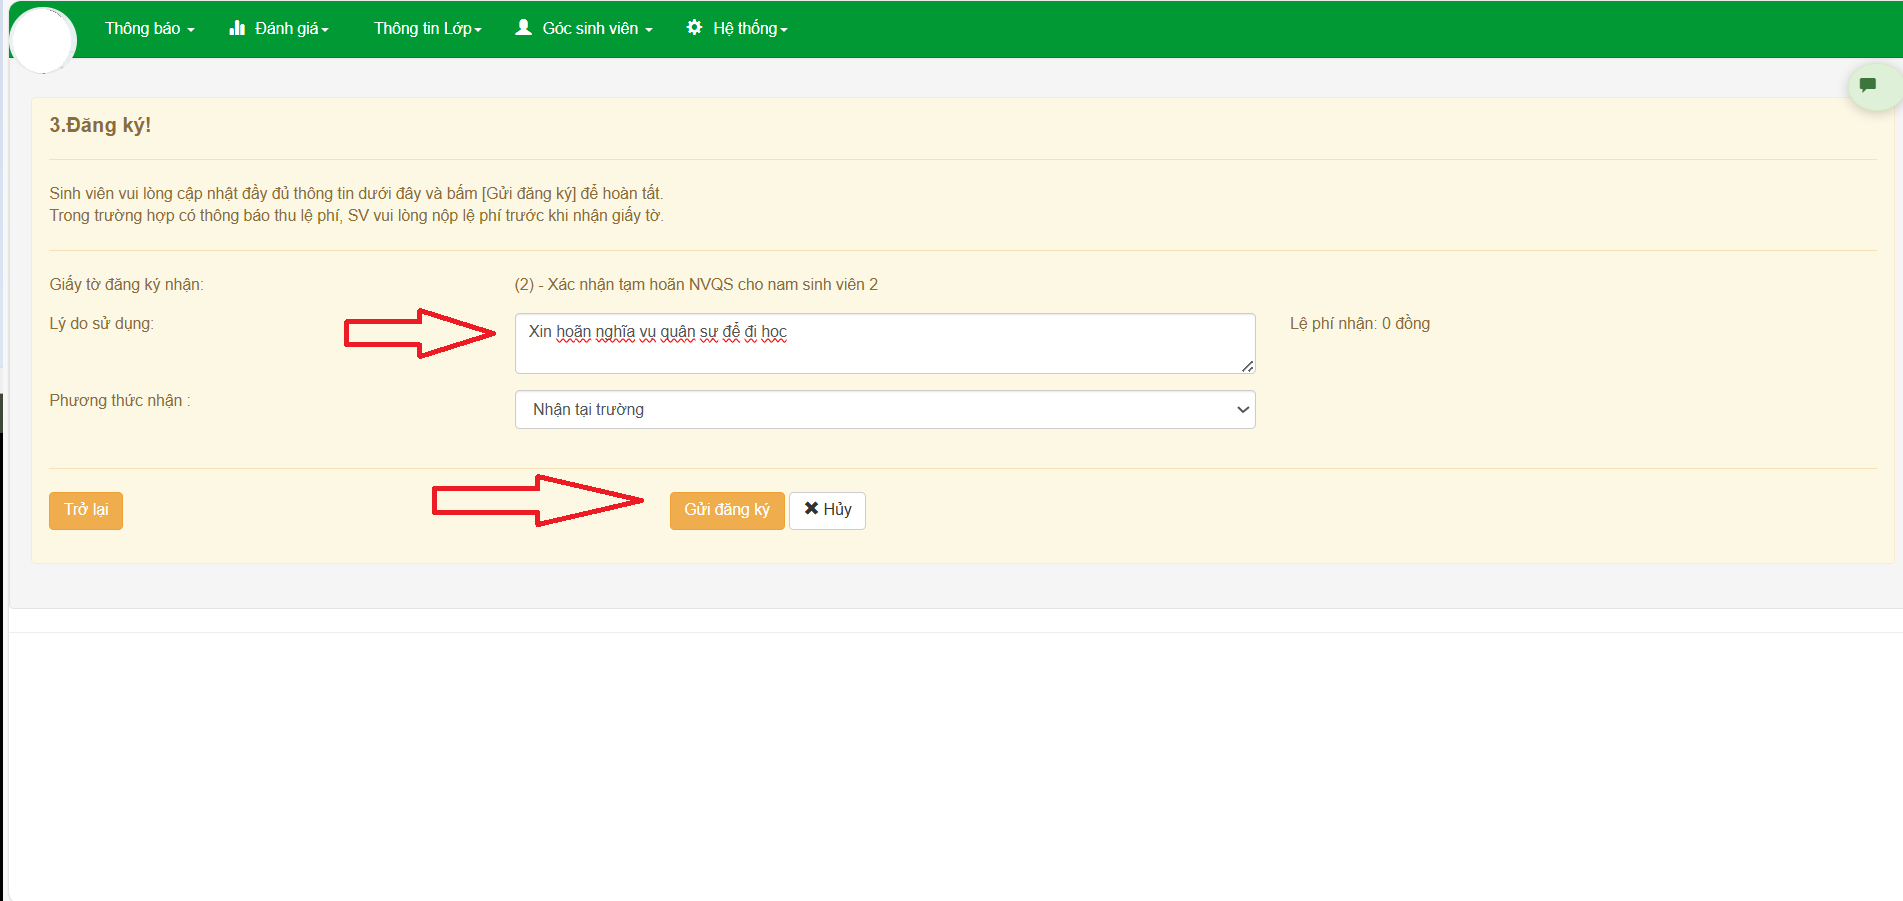 Thông báo Đánh giá Thông tin Lớp Góc sinh viên Hệ thống
3.Đăng ký!
Sinh viên vui lòng cập nhật đầy đủ thông tin dưới đây và bấm [Gửi đăng ký] để hoàn tất.
Trong trường hợp có thông báo thu lệ phí, SV vui lòng nộp lệ phí trước khi nhận giấy tờ.
Giấy tờ đăng ký nhận: (2) - Xác nhận tạm hoãn NVQS cho nam sinh viên 2
Lý do sử dụng: Xin hoãn nghĩa vụ quân sự để đi học Lệ phí nhận: 0 đồng
Phương thức nhận : Nhận tại trường
Trở lại Gửi đăng ký Hủy